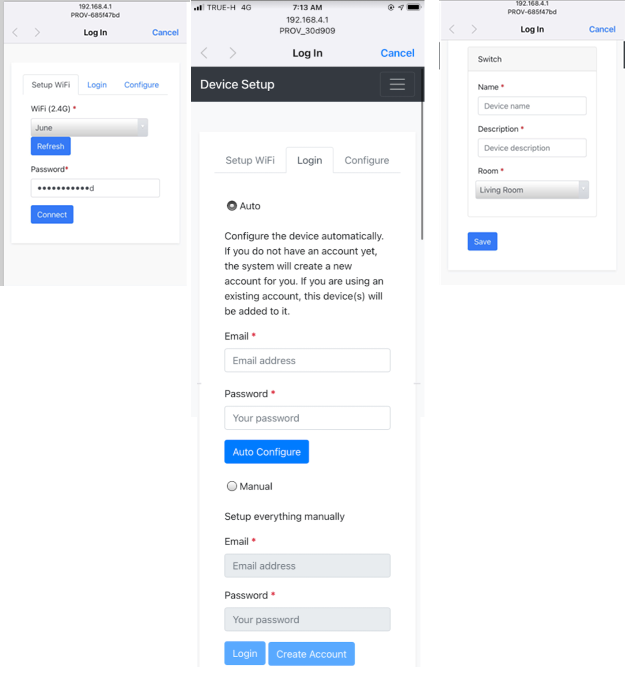 192.168.4.1
PROV-685f47bd
Log In
Cancel
Setup WiFi
Login
Configure
WiFi (2.4G) *
June
Refresh
Password*
●●●●●●●●●●●d
Connect
TRUE-H 4G
7:13 AM
192.168.4.1
PROV_30d909
Log In
Cancel
Device Setup
Setup WiFi
Login
Configure
Auto
Configure the device automatically.
If you do not have an account yet,
the system will create a new
account for you. If you are using an
existing account, this device(s) will
be added to it.
Email *
Email address
Password *
Your password
Auto Configure
Manual
Setup everything manually
Email *
Email address
Password *
Your password
Login
Create Account
192.168.4.1
PROV-685f47bd
Log In
Cancel
Switch
Name *
Device name
Description *
Device description
Room *
Living Room
Save